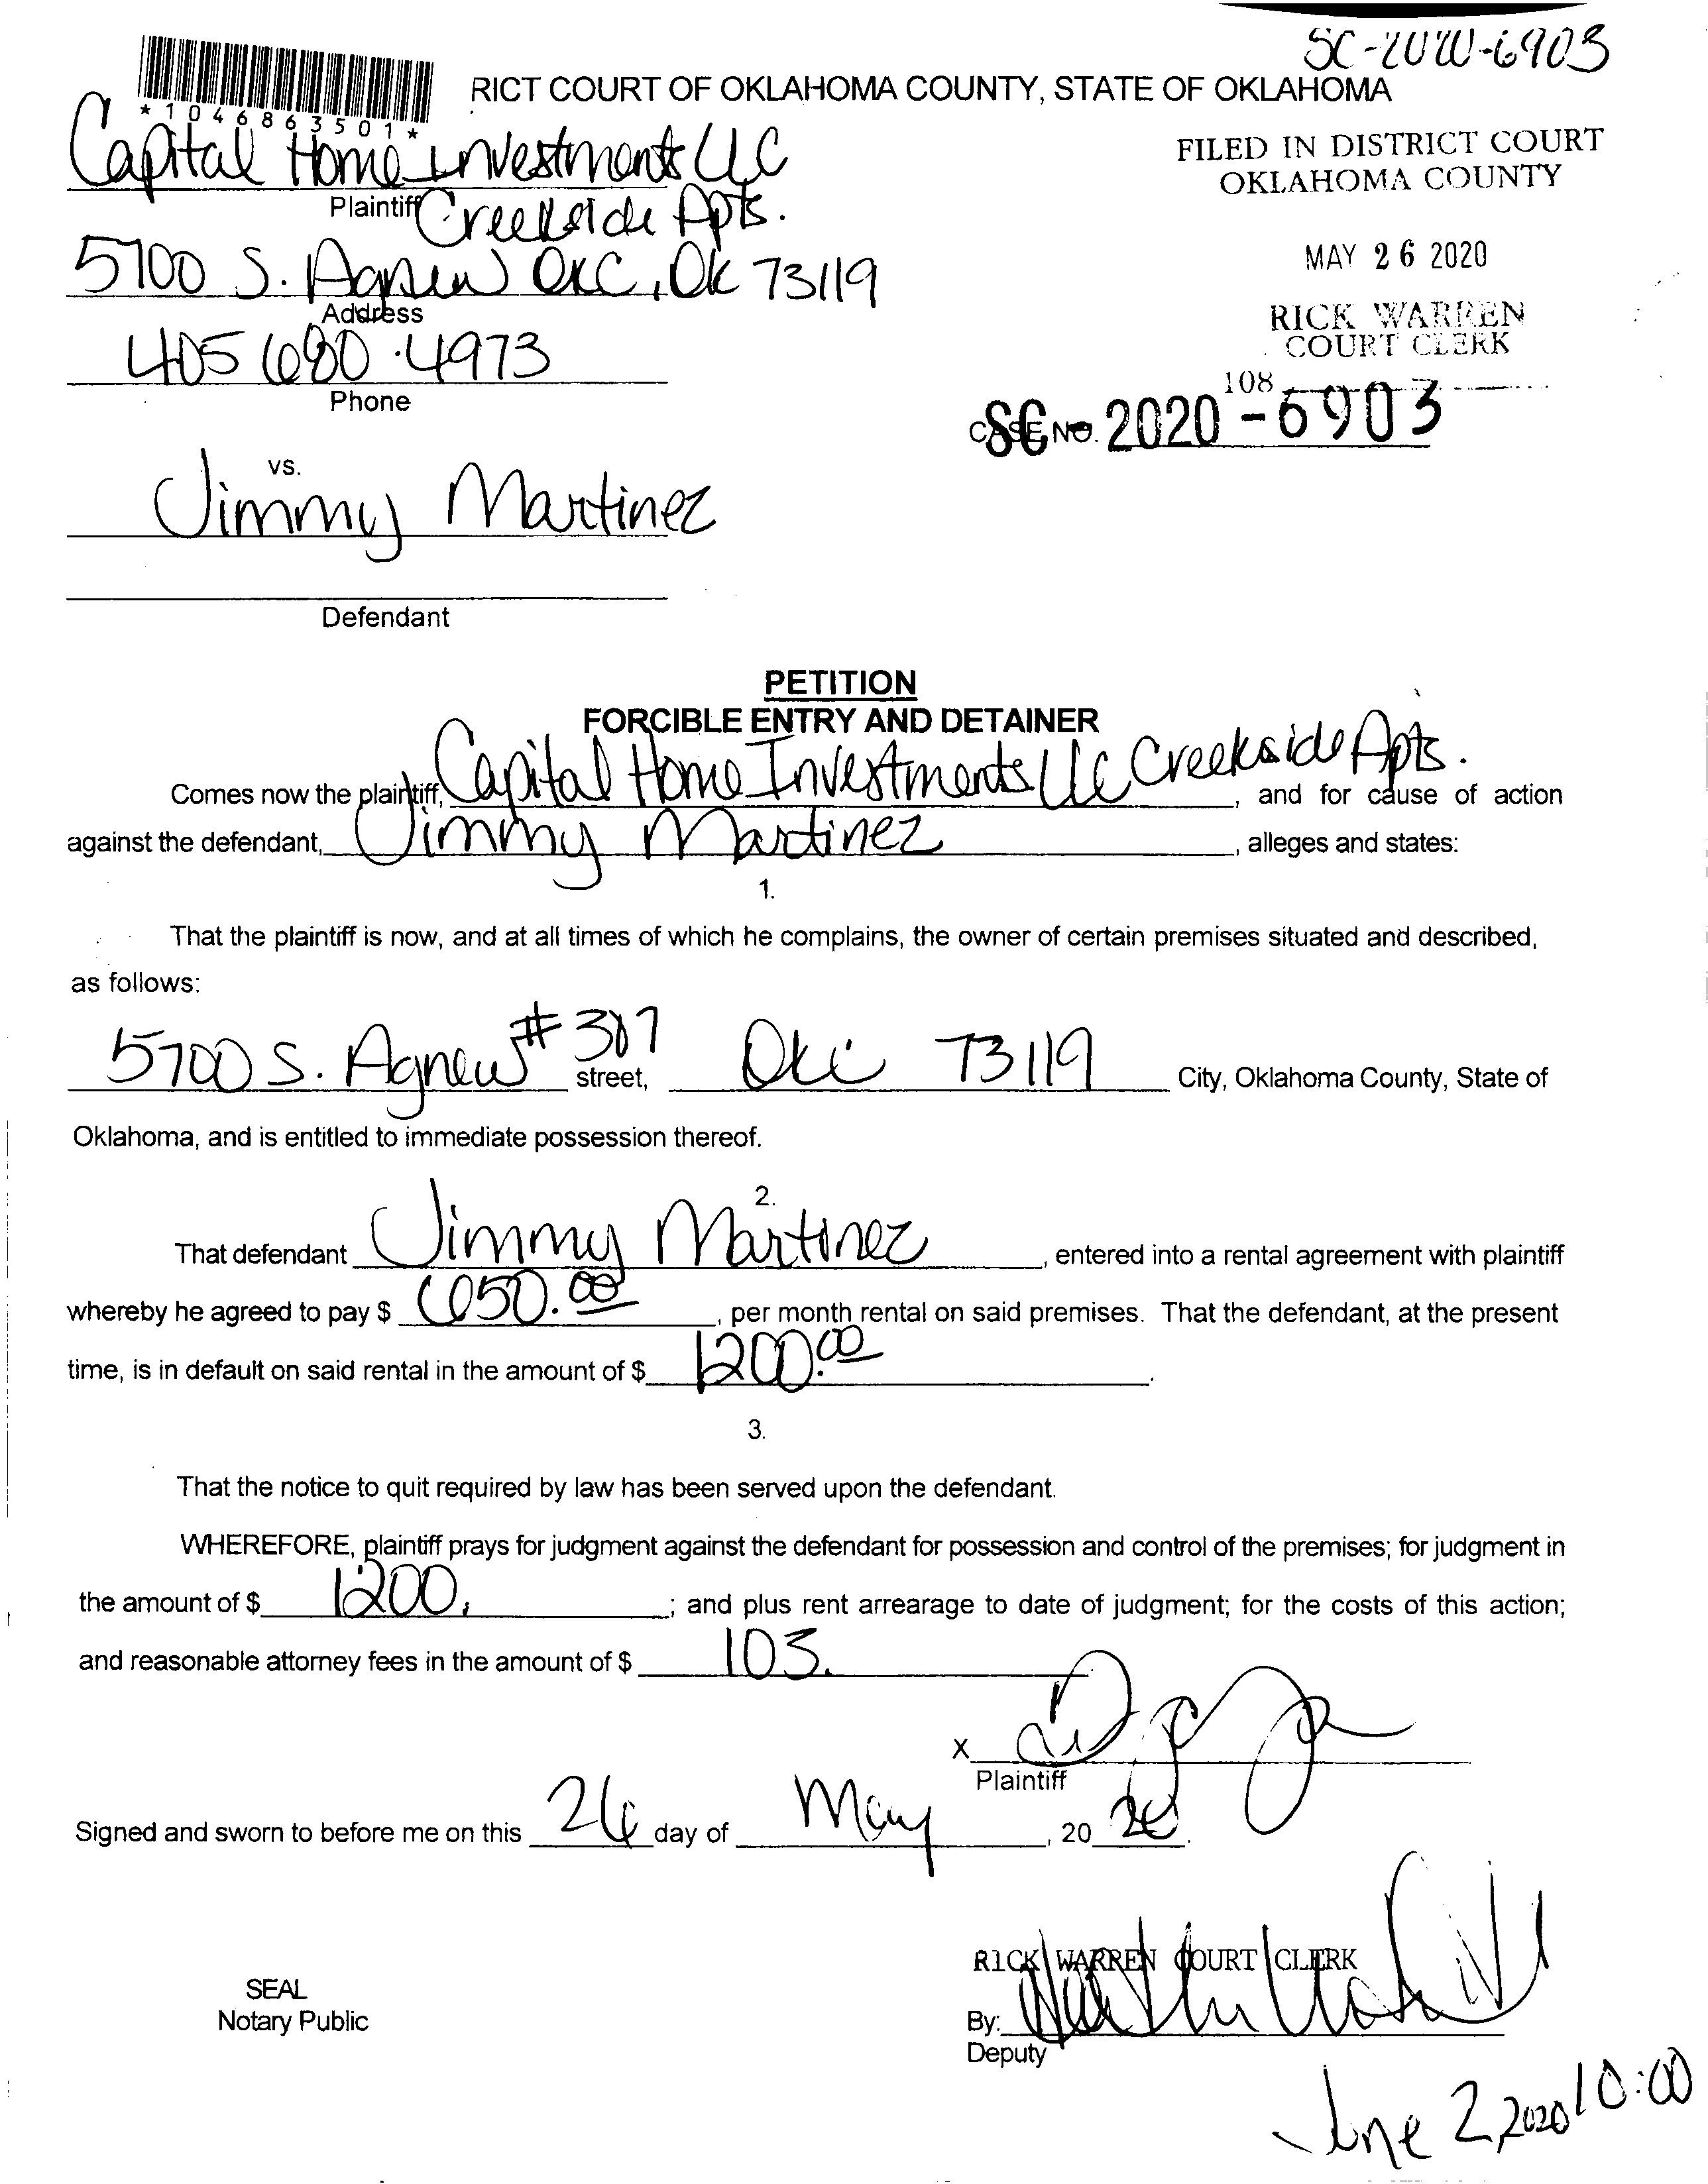 SC-2020-6903
*1046863501*
RICT COURT OF OKLAHOMA COUNTY, STATE OF OKLAHOMA
FILED IN DISTRICT COURT
OKLAHOMA COUNTY
MAY 26 2020
RICK WARREN
COURT CLERK
108
Capital Home Investments LLC
Plaintiff Creekside Apts.
5700 S. Agnew OKC, OK 73119
Address
405 680-4973
Phone
CASE NO. SC-2020-6903
vs.
Jimmy Martinez
Defendant
PETITION
FORCIBLE ENTRY AND DETAINER
Comes now the plaintiff, Capital Home Investments LLC Creekside Apts., and for cause of action
against the defendant, Jimmy Martinez, alleges and states:
1.
That the plaintiff is now, and at all times of which he complains, the owner of certain premises situated and described,
as follows:
5700 S. Agnew # street, OKC 73119 City, Oklahoma County, State of
Oklahoma, and is entitled to immediate possession thereof.
2.
That defendant Jimmy Martinez, entered into a rental agreement with plaintiff
whereby he agreed to pay $ 650.00, per month rental on said premises. That the defendant, at the present
time, is in default on said rental in the amount of $ 1200.00.
3.
That the notice to quit required by law has been served upon the defendant.
WHEREFORE, plaintiff prays for judgment against the defendant for possession and control of the premises; for judgment in
the amount of $ 1200. ; and plus rent arrearage to date of judgment; for the costs of this action;
and reasonable attorney fees in the amount of $ 103.
X
Plaintiff
Signed and sworn to before me on this 26 day of May, 2020.
RICK WARREN COURT CLERK
SEAL
Notary Public
By:
Deputy
June 2, 2020 10:00